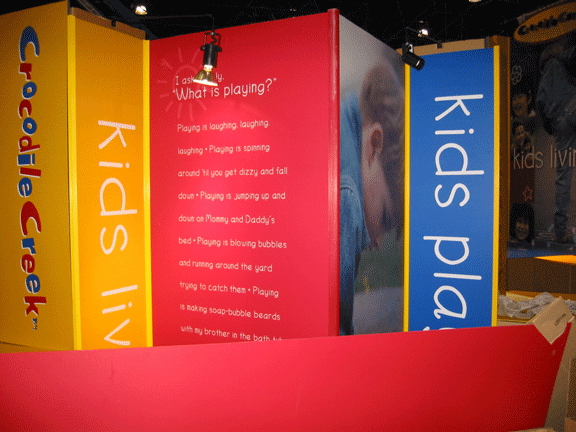 Crocodile Creek
kids liv
"What is playing?"
Playing is laughing, laughing,
laughing • Playing is spinning
around 'til you get dizzy and fall
down • Playing is jumping up and
down on Mommy and Daddy's
bed • Playing is blowing bubbles
and running around the yard
trying to catch them • Playing
is making soap-bubble beards
with my brother in the bath
kids pla
kids livin